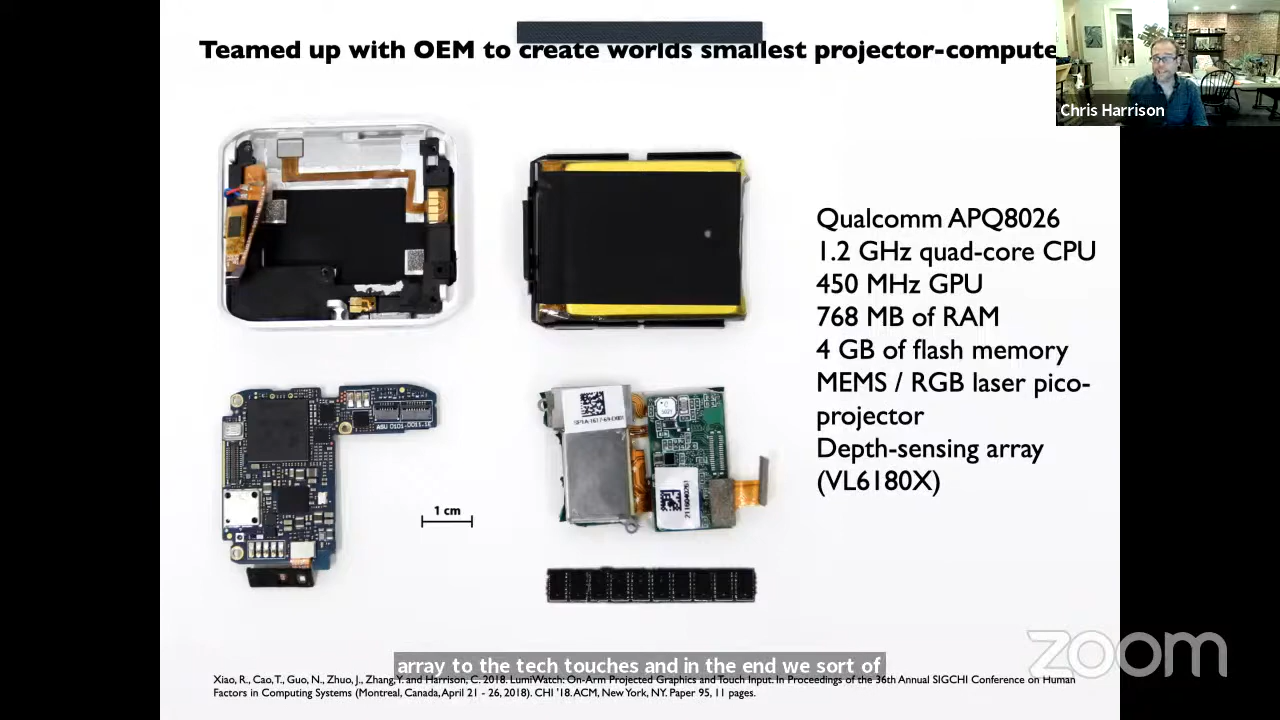 Teamed up with OEM to create worlds smallest projector-compute
Chris Harrison
Qualcomm APQ8026
1.2 GHz quad-core CPU
450 MHz GPU
768 MB of RAM
4 GB of flash memory
MEMS / RGB laser pico-
projector
Depth-sensing array
(VL6180X)
ASU 0101-0011-1E
1 cm
2116040761
array to the tech touches and in the end we sort of
zoom
Xiao, R., Cao, T., Guo, N., Zhuo, J., Zhang, Y. and Harrison, C. 2018. LumiWatch: On-Arm Projected Graphics and Touch Input. In Proceedings of the 36th Annual SIGCHI Conference on Human
Factors in Computing Systems (Montreal, Canada, April 21 - 26, 2018). CHI '18. ACM, New York, NY. Paper 95, 11 pages.